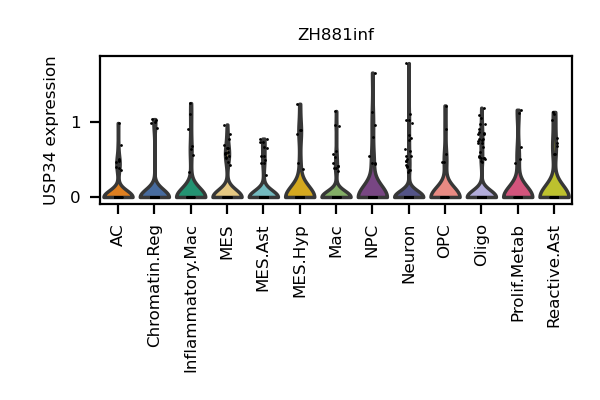 ZH881inf
USP34 expression
1
0
AC
Chromatin.Reg
Inflammatory.Mac
MES
MES.Ast
MES.Hyp
Mac
NPC
Neuron
OPC
Oligo
Prolif.Metab
Reactive.Ast